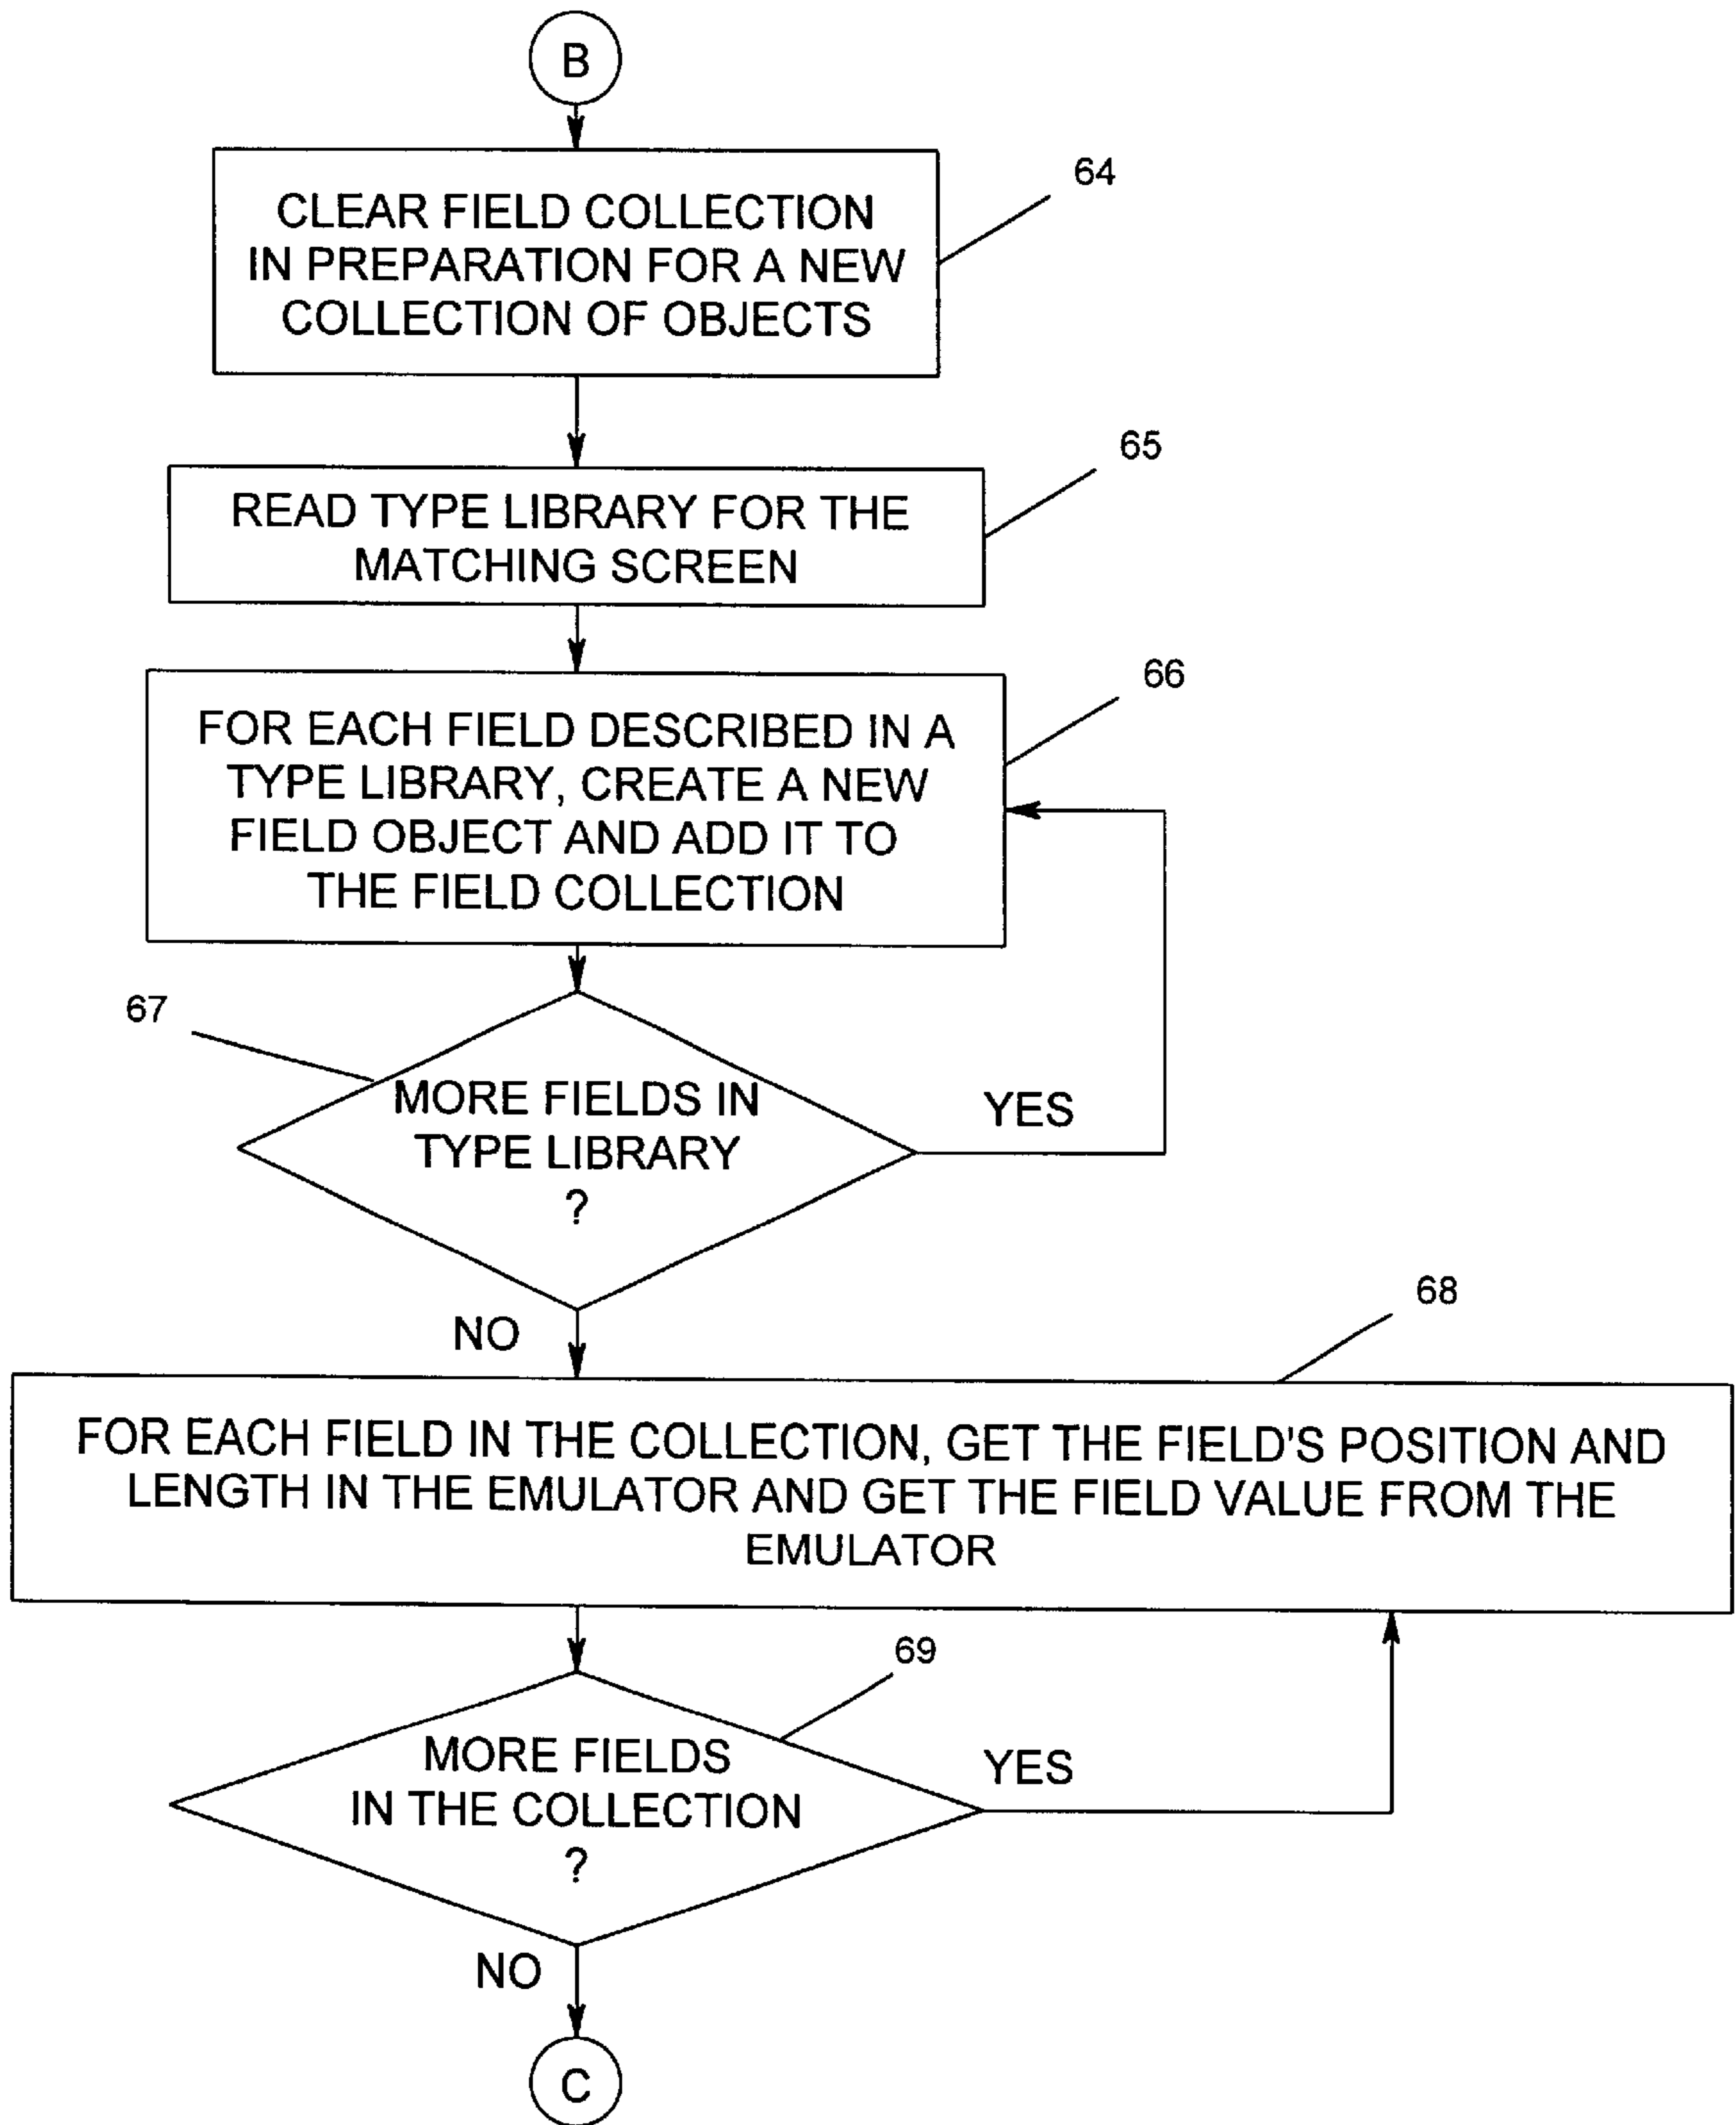 B
64
CLEAR FIELD COLLECTION
IN PREPARATION FOR A NEW
COLLECTION OF OBJECTS
65
READ TYPE LIBRARY FOR THE
MATCHING SCREEN
66
FOR EACH FIELD DESCRIBED IN A
TYPE LIBRARY, CREATE A NEW
FIELD OBJECT AND ADD IT TO
THE FIELD COLLECTION
67
MORE FIELDS IN
TYPE LIBRARY
?
YES
NO
68
FOR EACH FIELD IN THE COLLECTION, GET THE FIELD'S POSITION AND
LENGTH IN THE EMULATOR AND GET THE FIELD VALUE FROM THE
EMULATOR
69
MORE FIELDS
IN THE COLLECTION
?
YES
NO
C